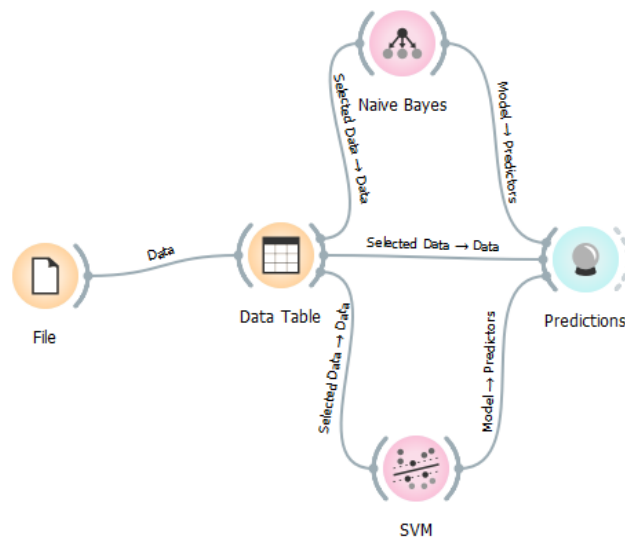 Naive Bayes
Selected Data → Data
Model → Predictors
Data
Selected Data → Data
File
Data Table
Predictions
Selected Data → Data
Model → Predictors
SVM